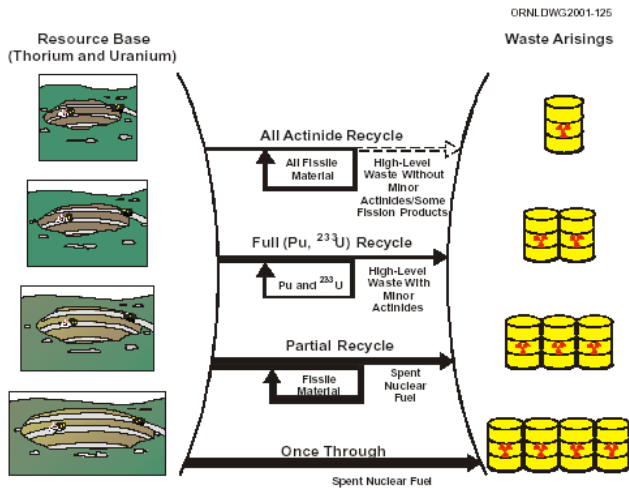 ORNLDWG2001-125
Resource Base
(Thorium and Uranium)
Waste Arisings
All Actinide Recycle
All Fissile
Material
High-Level
Waste Without
Minor
Actinides/Some
Fission Products
Full (Pu, ²³³U) Recycle
Pu and ²³³U
High-Level
Waste With
Minor
Actinides
Partial Recycle
Fissile
Material
Spent
Nuclear
Fuel
Once Through
Spent Nuclear Fuel